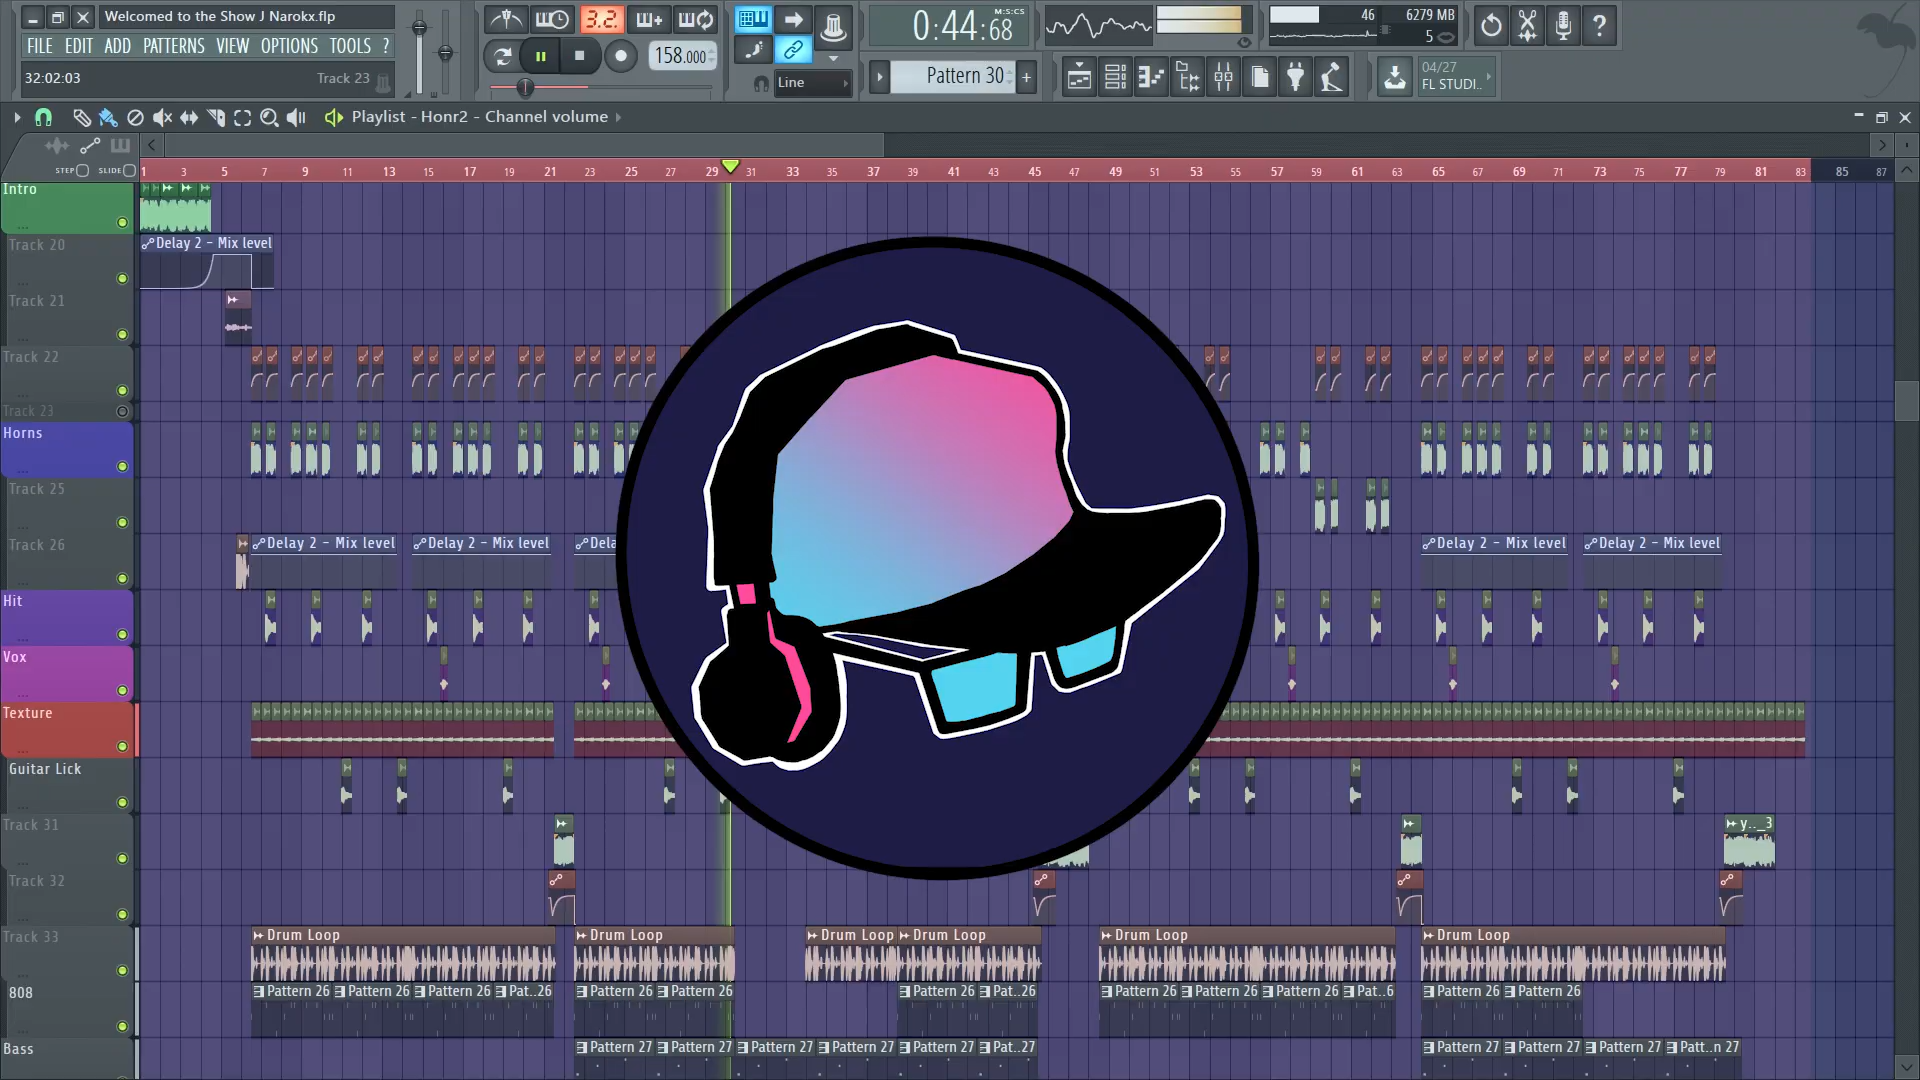 Welcomed to the Show J Narokx.flp
FILE EDIT ADD PATTERNS VIEW OPTIONS TOOLS ?
32:02:03 Track 23
3.2.
158.000
Line
0:44:68
M:S:CS
Pattern 30
46
6279 MB
5
04/27
FL STUDI..
Playlist - Honr2 - Channel volume
STEP SLIDE
1 3 5 7 9 11 13 15 17 19 21 23 25 27 29 31 33 35 37 39 41 43 45 47 49 51 53 55 57 59 61 63 65 67 69 71 73 75 77 79 81 83 85 87
Intro
Track 20
Delay 2 - Mix level
Track 21
Track 22
Track 23
Horns
Track 25
Track 26
Delay 2 - Mix level Delay 2 - Mix level Dela Delay 2 - Mix level Delay 2 - Mix level
Hit
Vox
Texture
Guitar Lick
Track 31
y.._3
Track 32
Track 33
Drum Loop Drum Loop Drum Loop Drum Loop Drum Loop Drum Loop
808
Pattern 26 Pattern 26 Pattern 26 Pat..26 Pattern 26 Pattern 26 Pattern 26 Pat..26 Pattern 26 Pattern 26 Pattern 26 Pat..6 Pattern 26 Pattern 26
Bass
Pattern 27 Pattern 27 Pattern 27 Pattern 27 Pattern 27 Pat..27 Pattern 27 Pattern 27 Pattern 27 Patt..n 27